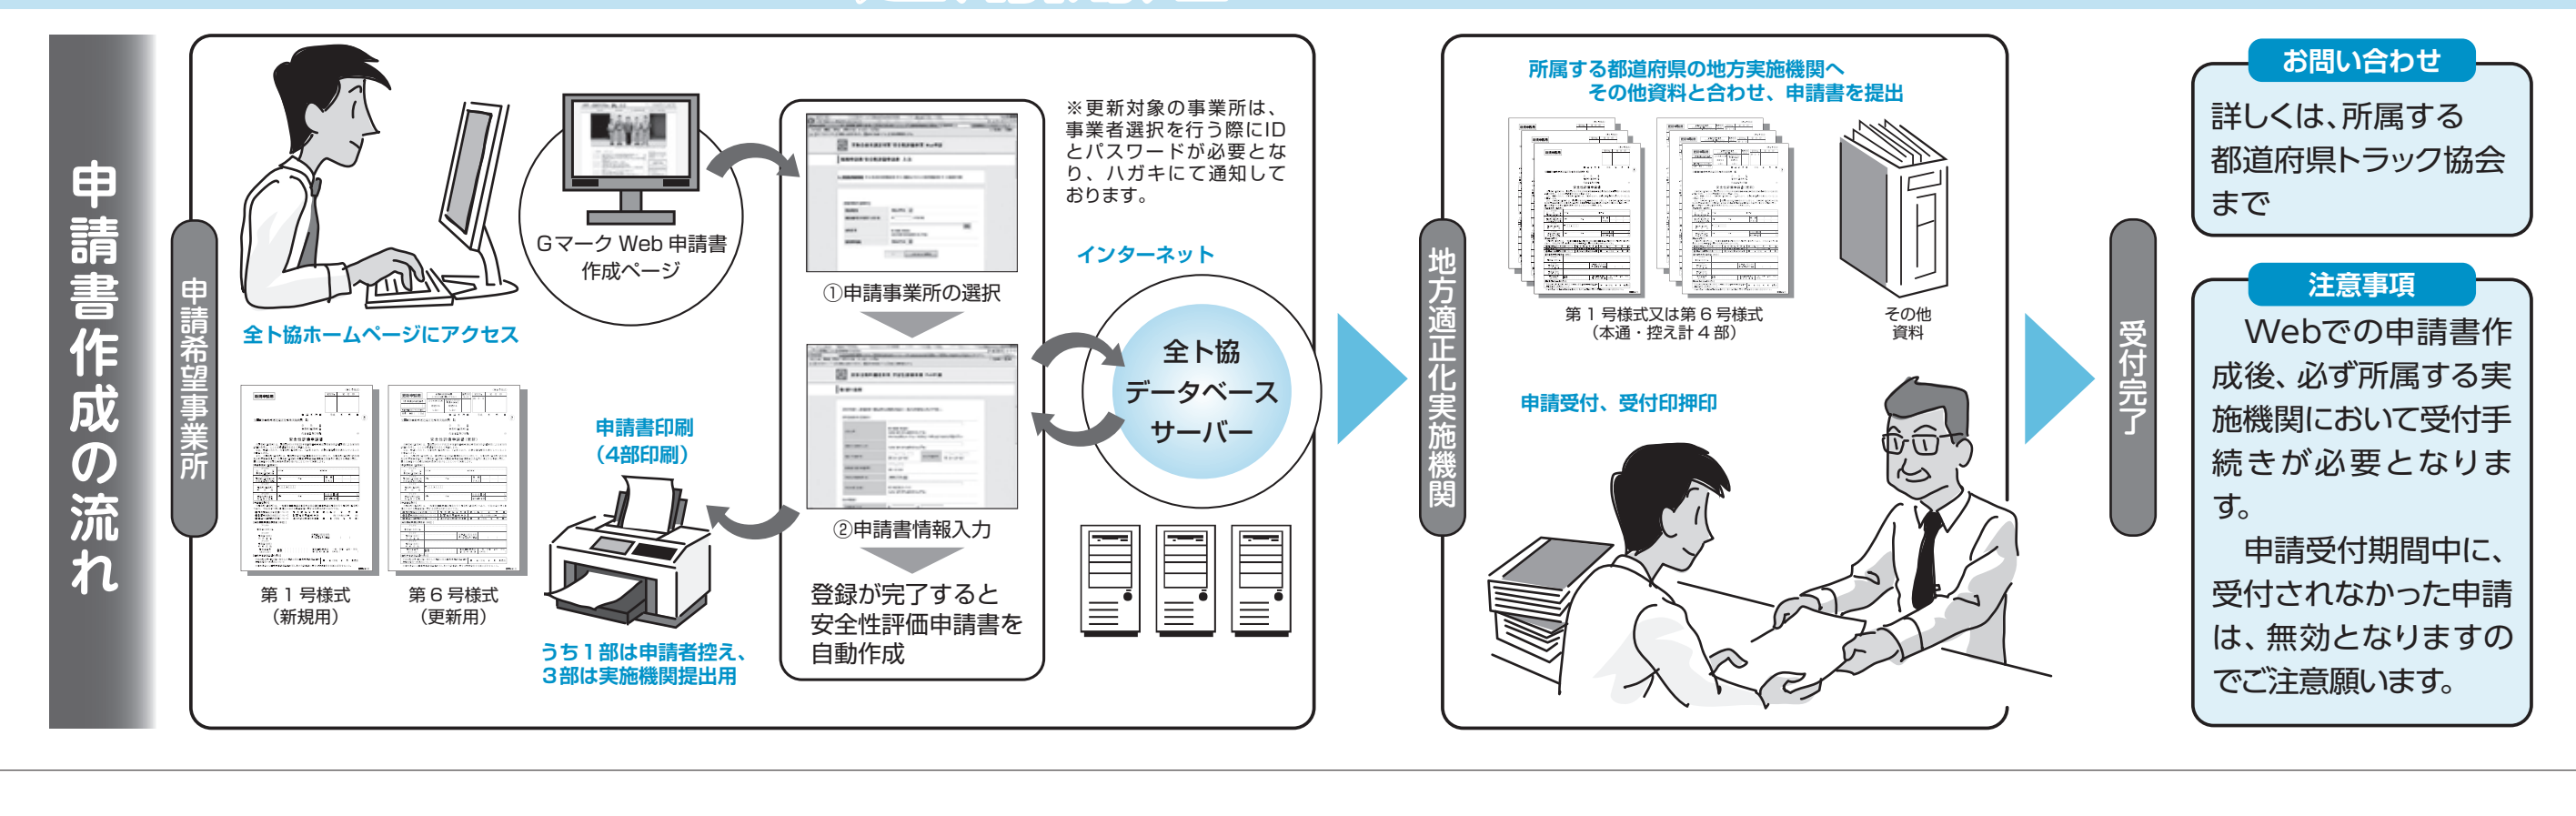 申請書作成の流れ
申請希望事業所
全ト協ホームページにアクセス
Gマーク Web 申請書
作成ページ
①申請事業所の選択
②申請書情報入力
登録が完了すると
安全性評価申請書を
自動作成
※更新対象の事業所は、
事業者選択を行う際にID
とパスワードが必要とな
り、ハガキにて通知して
おります。
インターネット
全ト協
データベース
サーバー
第1号様式
（新規用）
第6号様式
（更新用）
申請書印刷
（4部印刷）
うち1部は申請者控え、
3部は実施機関提出用
地方適正化実施機関
所属する都道府県の地方実施機関へ
その他資料と合わせ、申請書を提出
第1号様式又は第6号様式
（本通・控え計4部）
その他
資料
申請受付、受付印押印
受付完了
お問い合わせ
詳しくは、所属する
都道府県トラック協会
まで
注意事項
Webでの申請書作
成後、必ず所属する実
施機関において受付手
続きが必要となりま
す。
申請受付期間中に、
受付されなかった申請
は、無効となりますの
でご注意願います。